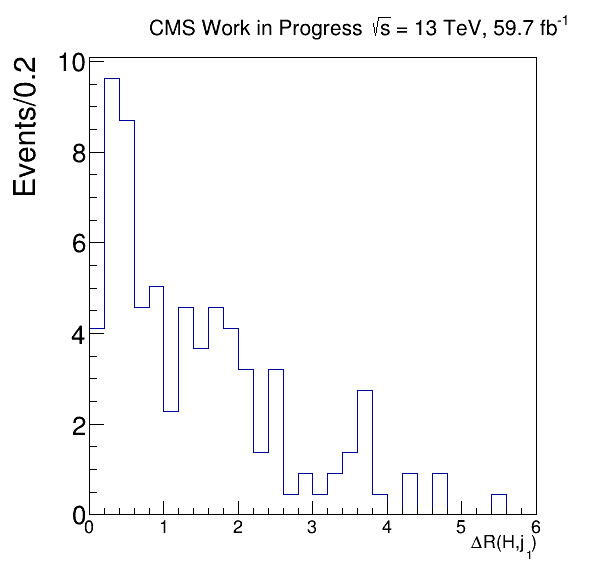 CMS Work in Progress √s = 13 TeV, 59.7 fb⁻¹
Events/0.2
10
8
6
4
2
0
0 1 2 3 4 5 6
ΔR(H,j₁)